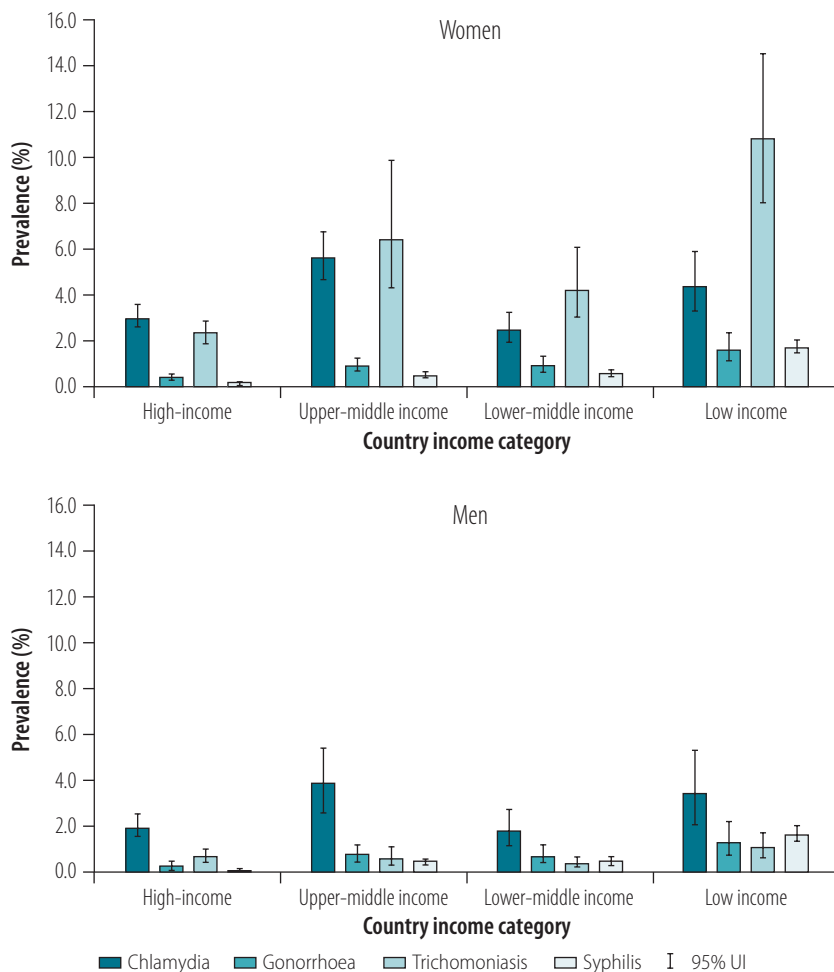 Women
Prevalence (%)
16.0
14.0
12.0
10.0
8.0
6.0
4.0
2.0
0.0
High-income Upper-middle income Lower-middle income Low income
Country income category
Men
Prevalence (%)
16.0
14.0
12.0
10.0
8.0
6.0
4.0
2.0
0.0
High-income Upper-middle income Lower-middle income Low income
Country income category
Chlamydia Gonorrhoea Trichomoniasis Syphilis 95% UI